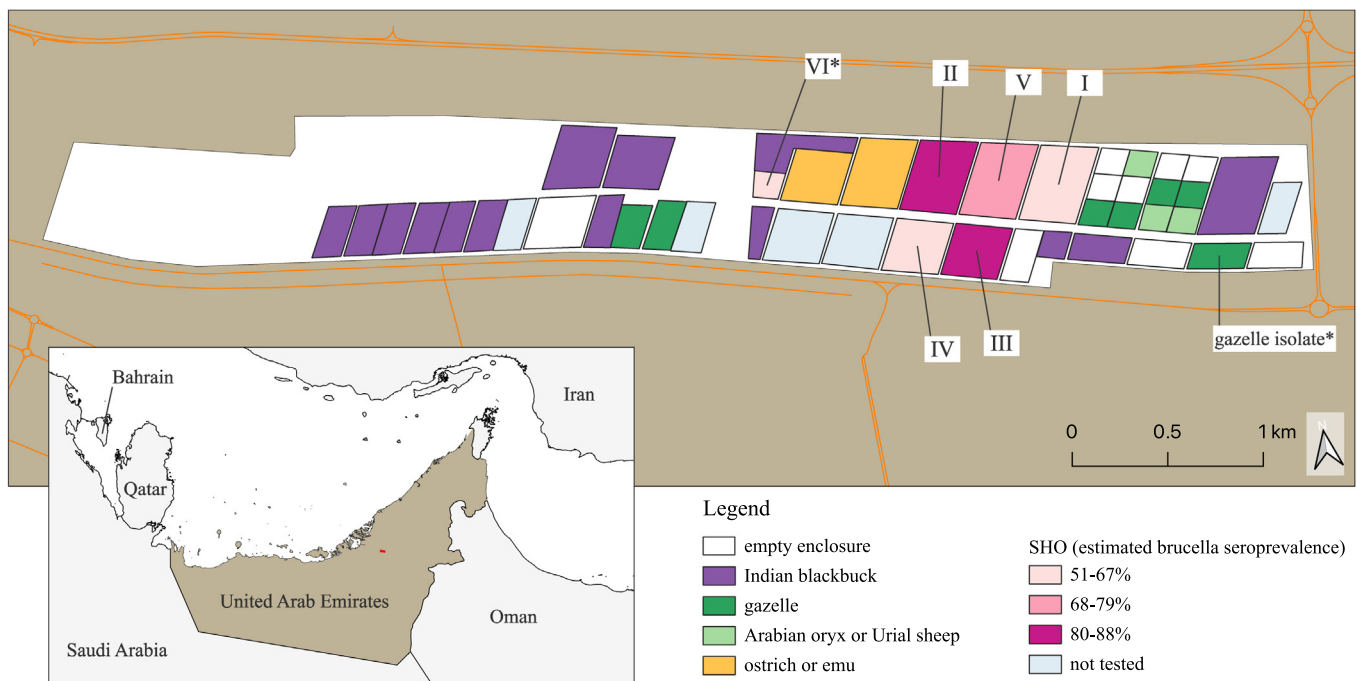 VI*
II
V
I
IV
III
gazelle isolate*
0
0.5
1 km
N
Bahrain
Iran
Qatar
United Arab Emirates
Oman
Saudi Arabia
Legend
empty enclosure
Indian blackbuck
gazelle
Arabian oryx or Urial sheep
ostrich or emu
SHO (estimated brucella seroprevalence)
51-67%
68-79%
80-88%
not tested